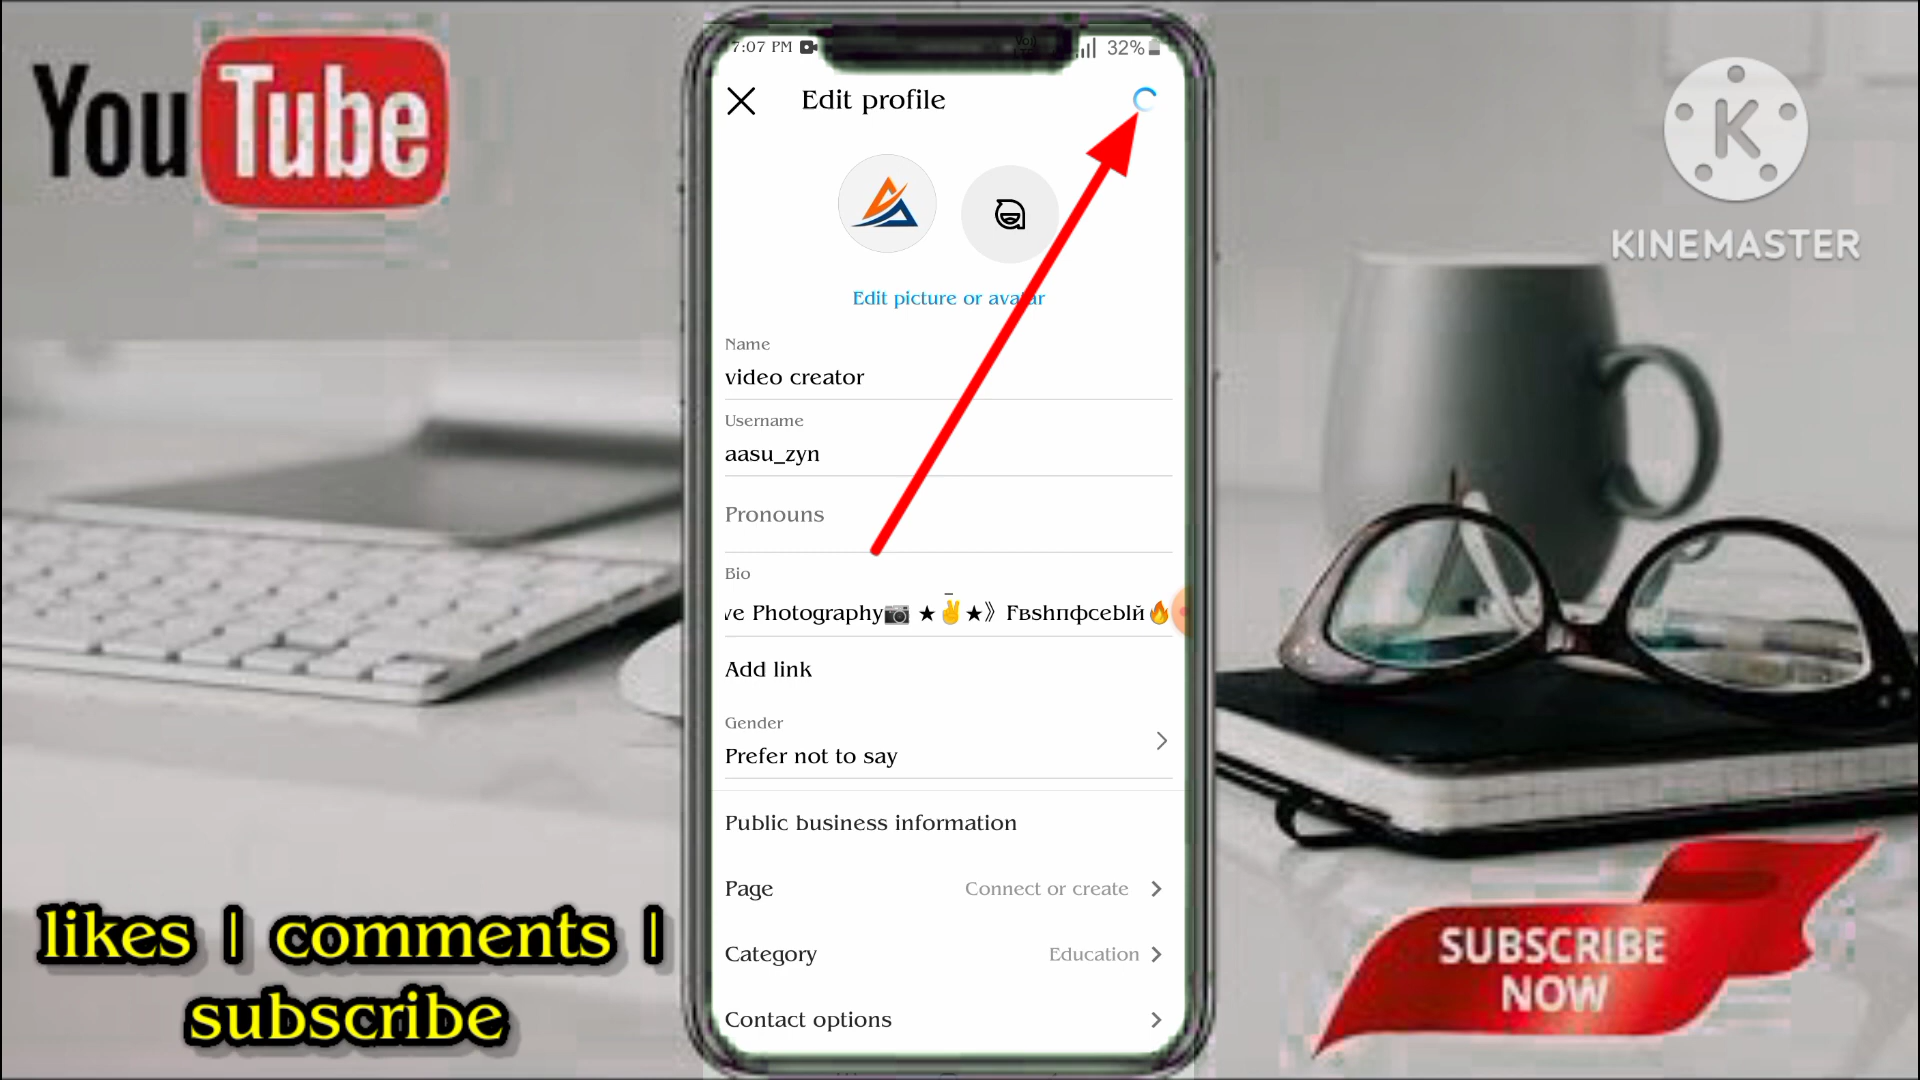 YouTube
KINEMASTER
7:07 PM
32%
Edit profile
Edit picture or avatar
Name
video creator
Username
aasu_zyn
Pronouns
Bio
ve Photography📷 ★✌★》 Fвshпфceblй🔥
Add link
Gender
Prefer not to say
Public business information
Page Connect or create
Category Education
Contact options
likes | comments |
subscribe
SUBSCRIBE
NOW